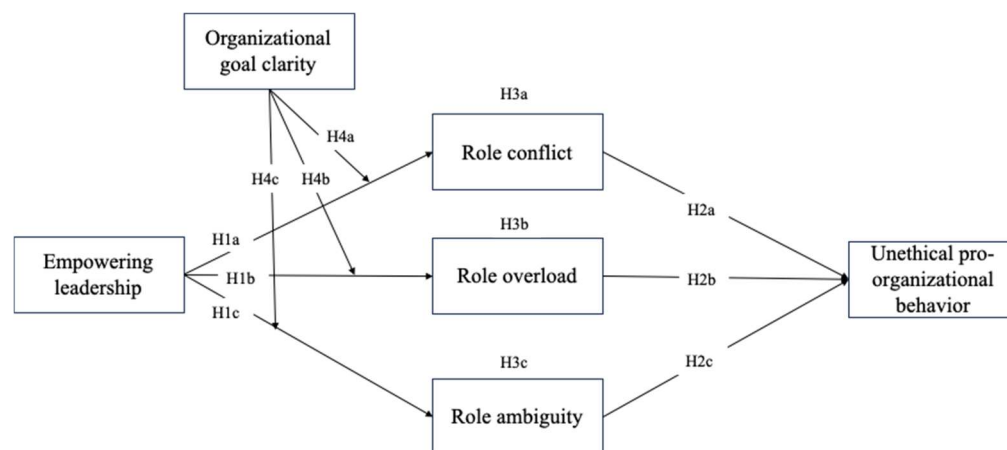 Organizational
goal clarity
H3a
H4a
Role conflict
H4c
H4b
H2a
H3b
H1a
Empowering
leadership
H1b
Role overload
H2b
Unethical pro-
organizational
behavior
H1c
H3c
H2c
Role ambiguity